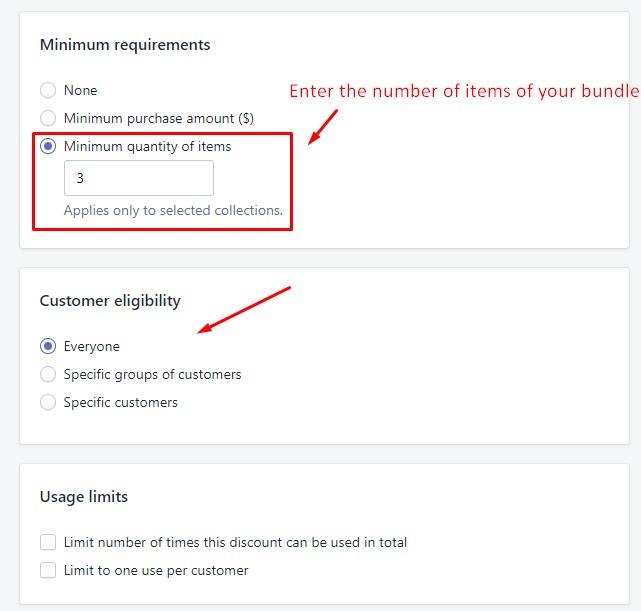 Minimum requirements
None
Enter the number of items of your bundle
Minimum purchase amount ($)
Minimum quantity of items
3
Applies only to selected collections.
Customer eligibility
Everyone
Specific groups of customers
Specific customers
Usage limits
Limit number of times this discount can be used in total
Limit to one use per customer